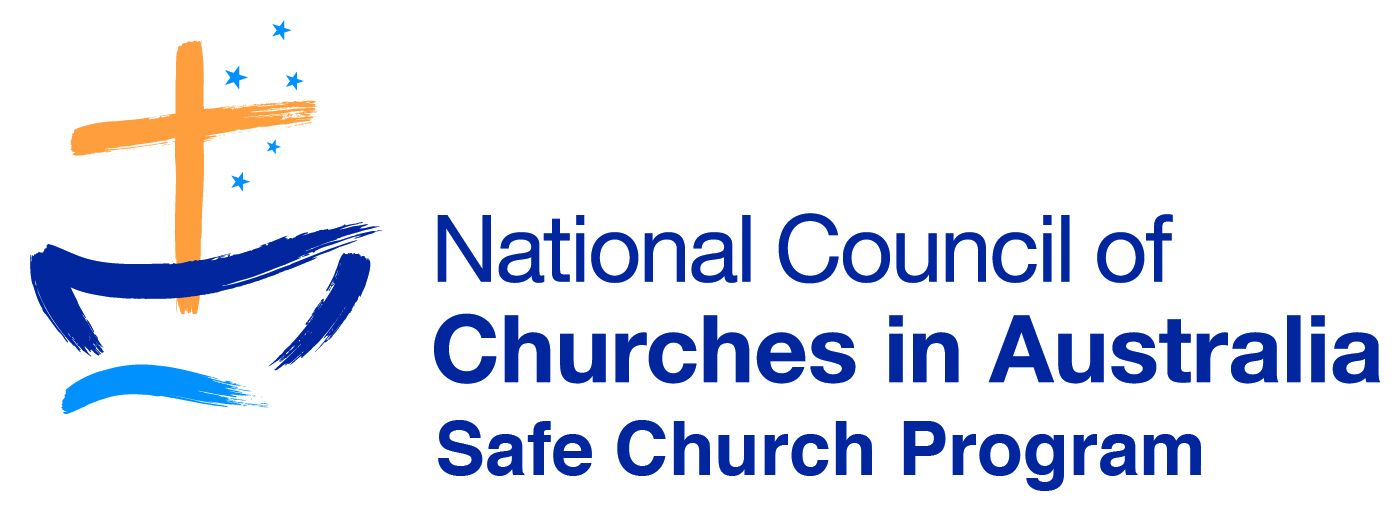 National Council of
Churches in Australia
Safe Church Program